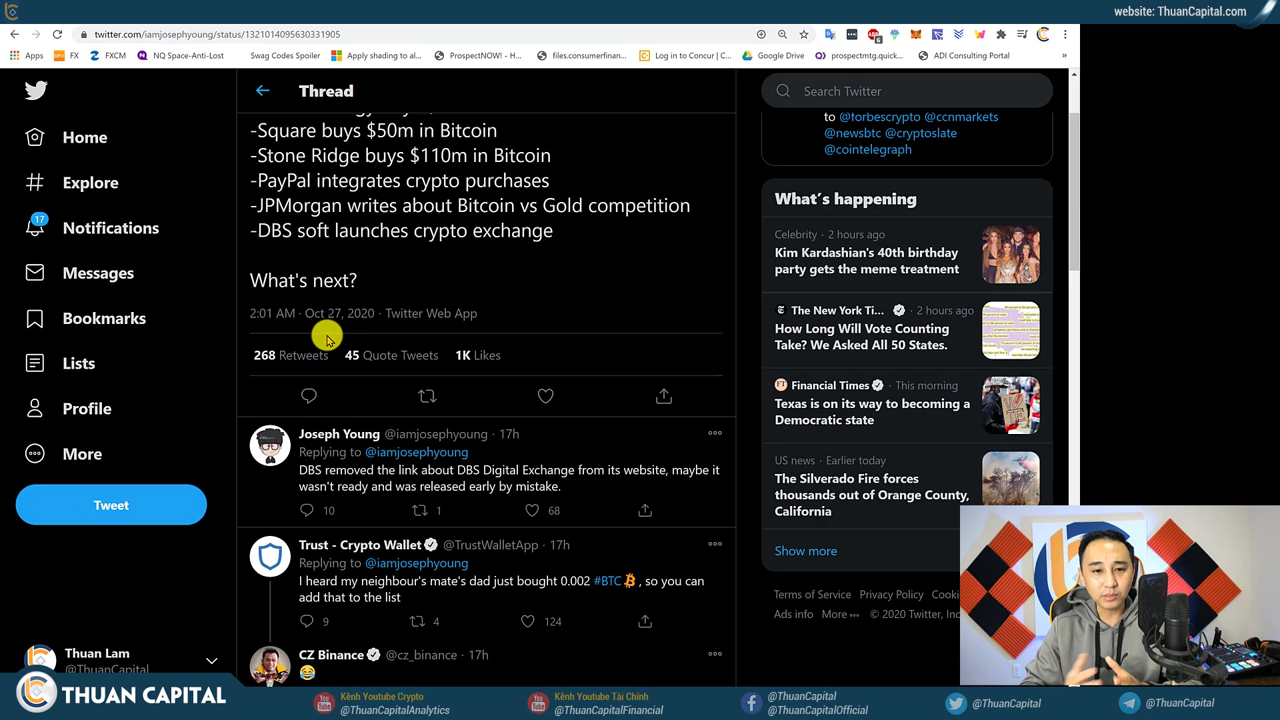 website: ThuanCapital.com
twitter.com/iamjosephyoung/status/1321014095630331905
Apps
FX
FXCM
NQ Space-Anti-Lost
Swag Codes Spoiler
Apply shading to al...
ProspectNOW! - H...
files.consumerfinan...
Log in to Concur | C...
Google Drive
prospectmtg.quick...
ADI Consulting Portal
»
Home
Explore
17
Notifications
Messages
Bookmarks
Lists
Profile
More
Tweet
Thuan Lam
@ThuanCapital
Thread
-Square buys $50m in Bitcoin
-Stone Ridge buys $110m in Bitcoin
-PayPal integrates crypto purchases
-JPMorgan writes about Bitcoin vs Gold competition
-DBS soft launches crypto exchange
What's next?
2:01 AM · Oct 27, 2020 · Twitter Web App
268 Retweets 45 Quote Tweets 1K Likes
Joseph Young @iamjosephyoung · 17h
Replying to @iamjosephyoung
DBS removed the link about DBS Digital Exchange from its website, maybe it
wasn't ready and was released early by mistake.
10 1 68
Trust - Crypto Wallet @TrustWalletApp · 17h
Replying to @iamjosephyoung
I heard my neighbour's mate's dad just bought 0.002 #BTC, so you can
add that to the list
9 4 124
CZ Binance @cz_binance · 17h
Search Twitter
to @forbescrypto @ccnmarkets
@newsbtc @cryptoslate
@cointelegraph
What's happening
Celebrity · 2 hours ago
Kim Kardashian's 40th birthday
party gets the meme treatment
The New York Ti... · 2 hours ago
How Long Will Vote Counting
Take? We Asked All 50 States.
Financial Times · This morning
Texas is on its way to becoming a
Democratic state
US news · Earlier today
The Silverado Fire forces
thousands out of Orange County,
California
Show more
Terms of Service Privacy Policy
Ads info More © 2020 Twitter,
THUAN CAPITAL
Kênh Youtube Crypto
@ThuanCapitalAnalytics
Kênh Youtube Tài Chính
@ThuanCapitalFinancial
@ThuanCapital
@ThuanCapitalOfficial
@ThuanCapital
@ThuanCapital